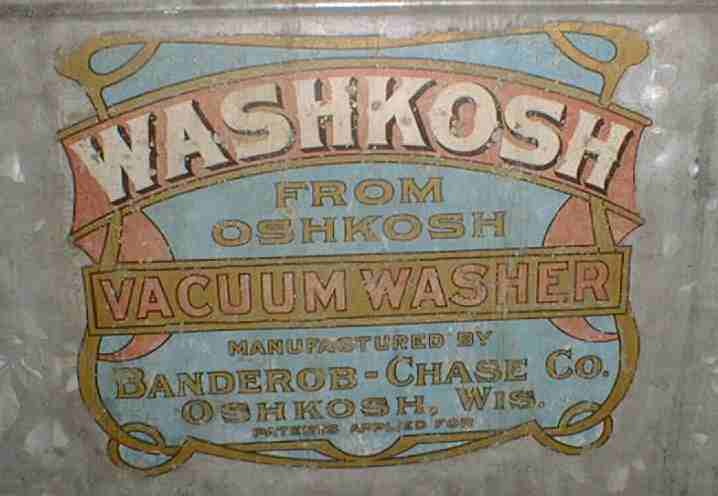 WASHKOSH
FROM
OSHKOSH
VACUUM WASHER
MANUFACTURED BY
BANDEROB-CHASE CO.
OSHKOSH, WIS.
PATENTS APPLIED FOR